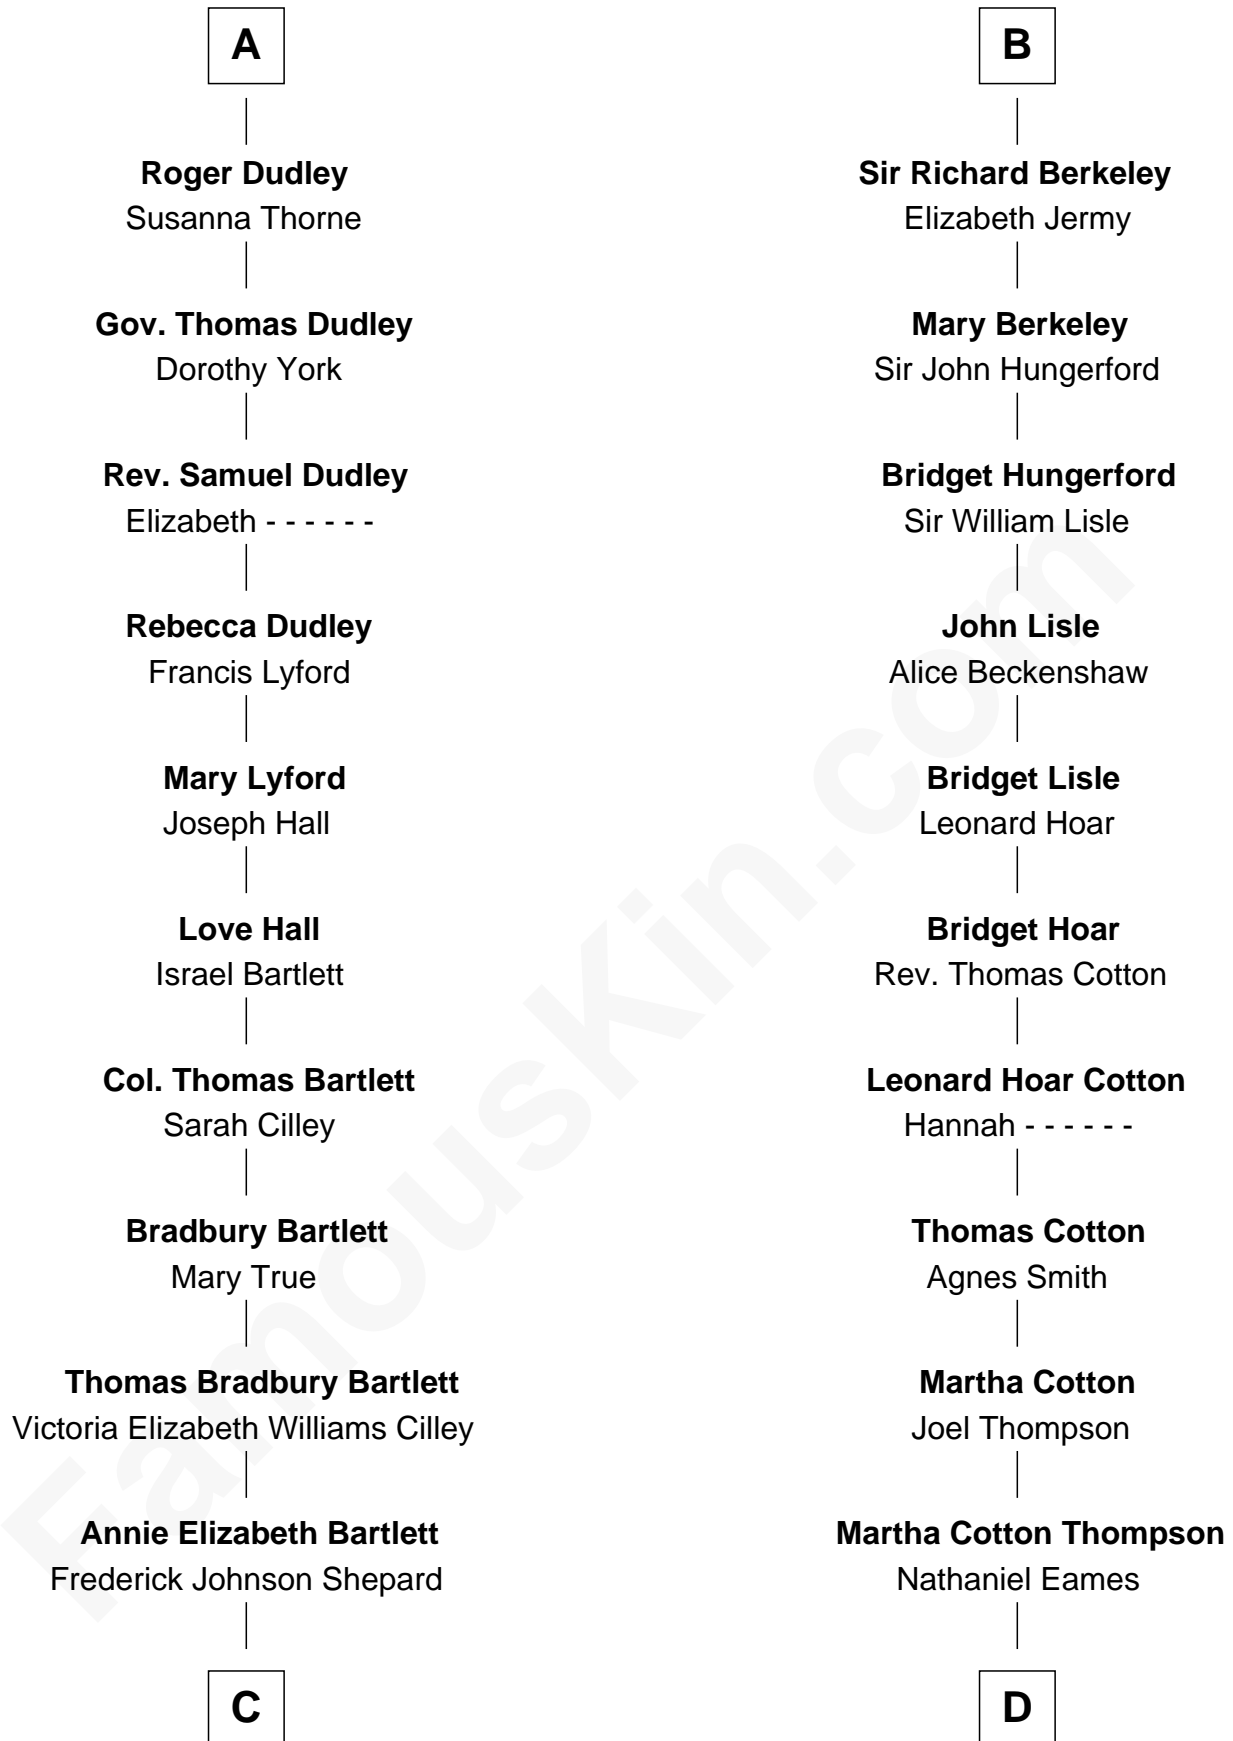 A
Roger Dudley
Susanna Thorne
Gov. Thomas Dudley
Dorothy York
Rev. Samuel Dudley
Elizabeth - - - - - -
Rebecca Dudley
Francis Lyford
Mary Lyford
Joseph Hall
Love Hall
Israel Bartlett
Col. Thomas Bartlett
Sarah Cilley
Bradbury Bartlett
Mary True
Thomas Bradbury Bartlett
Victoria Elizabeth Williams Cilley
Annie Elizabeth Bartlett
Frederick Johnson Shepard
C
B
Sir Richard Berkeley
Elizabeth Jermy
Mary Berkeley
Sir John Hungerford
Bridget Hungerford
Sir William Lisle
John Lisle
Alice Beckenshaw
Bridget Lisle
Leonard Hoar
Bridget Hoar
Rev. Thomas Cotton
Leonard Hoar Cotton
Hannah - - - - - -
Thomas Cotton
Agnes Smith
Martha Cotton
Joel Thompson
Martha Cotton Thompson
Nathaniel Eames
D
FamousKin.com